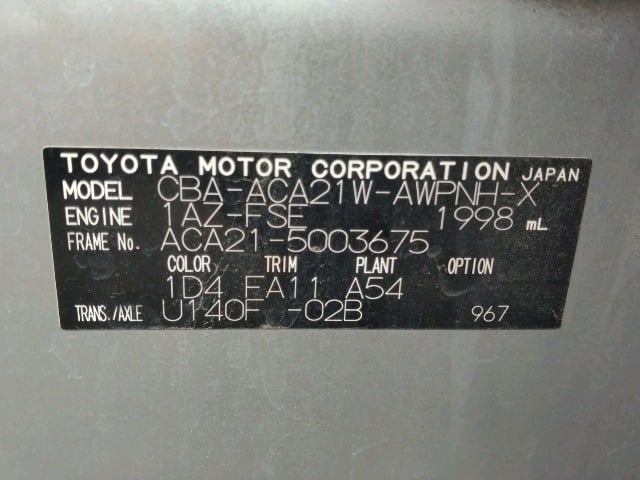 TOYOTA MOTOR CORPORATION JAPAN
MODEL CBA-ACA21W-AWPNH-X
ENGINE 1AZ-FSE 1998 mL
FRAME No. ACA21-5003675
COLOR TRIM PLANT OPTION
1D4 FA11 A54
TRANS./AXLE U140F -02B 967